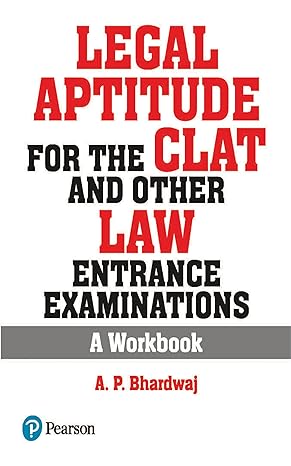 LEGAL
APTITUDE
FOR THE CLAT
AND OTHER
LAW
ENTRANCE
EXAMINATIONS
A Workbook
A. P. Bhardwaj
Pearson